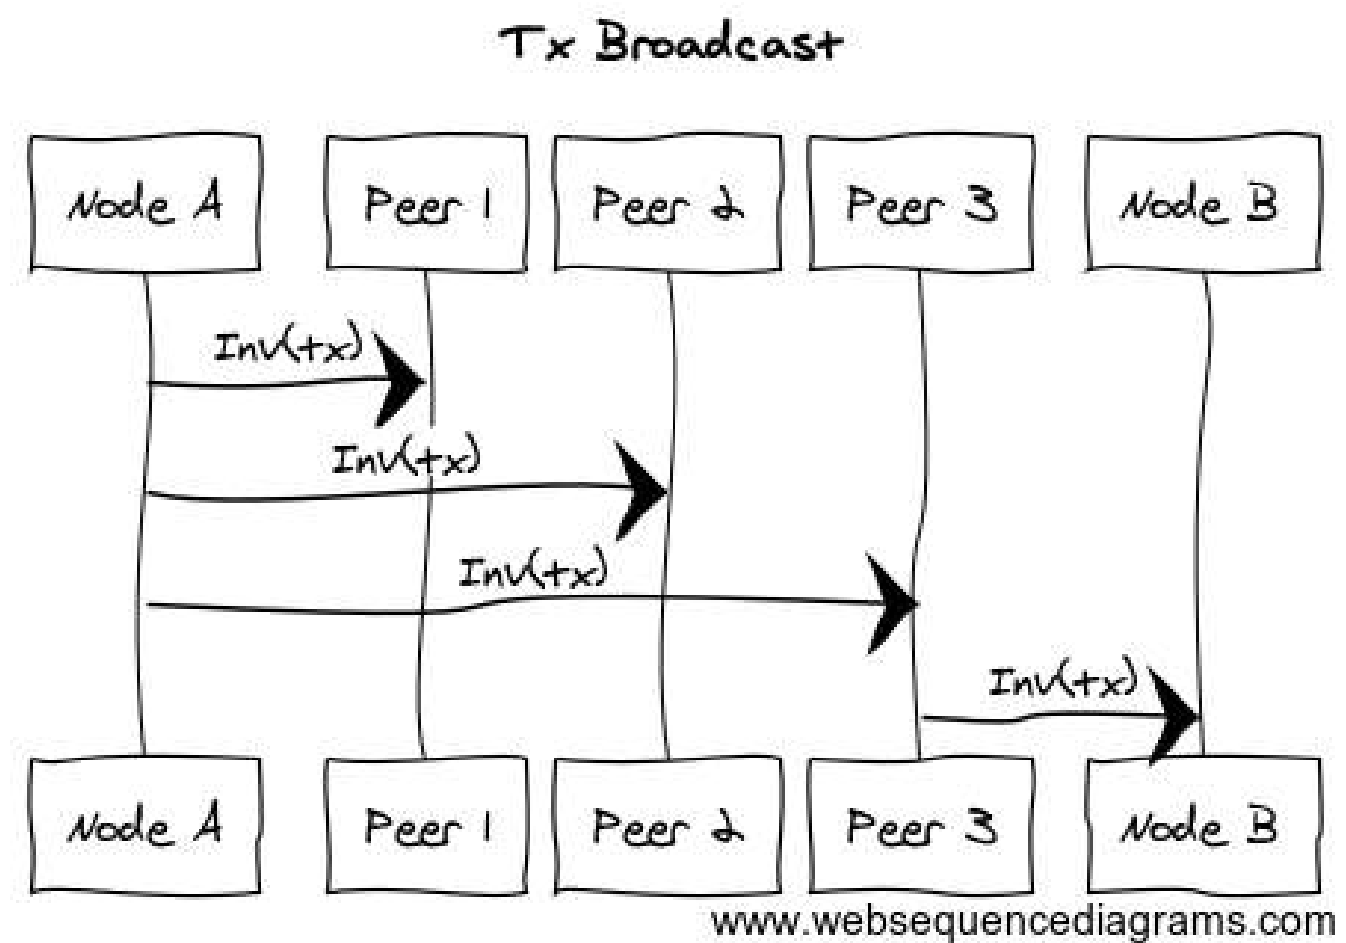 Tx Broadcast
Node A
Peer 1
Peer 2
Peer 3
Node B
Inv(tx)
Inv(tx)
Inv(tx)
Inv(tx)
Node A
Peer 1
Peer 2
Peer 3
Node B
www.websequencediagrams.com